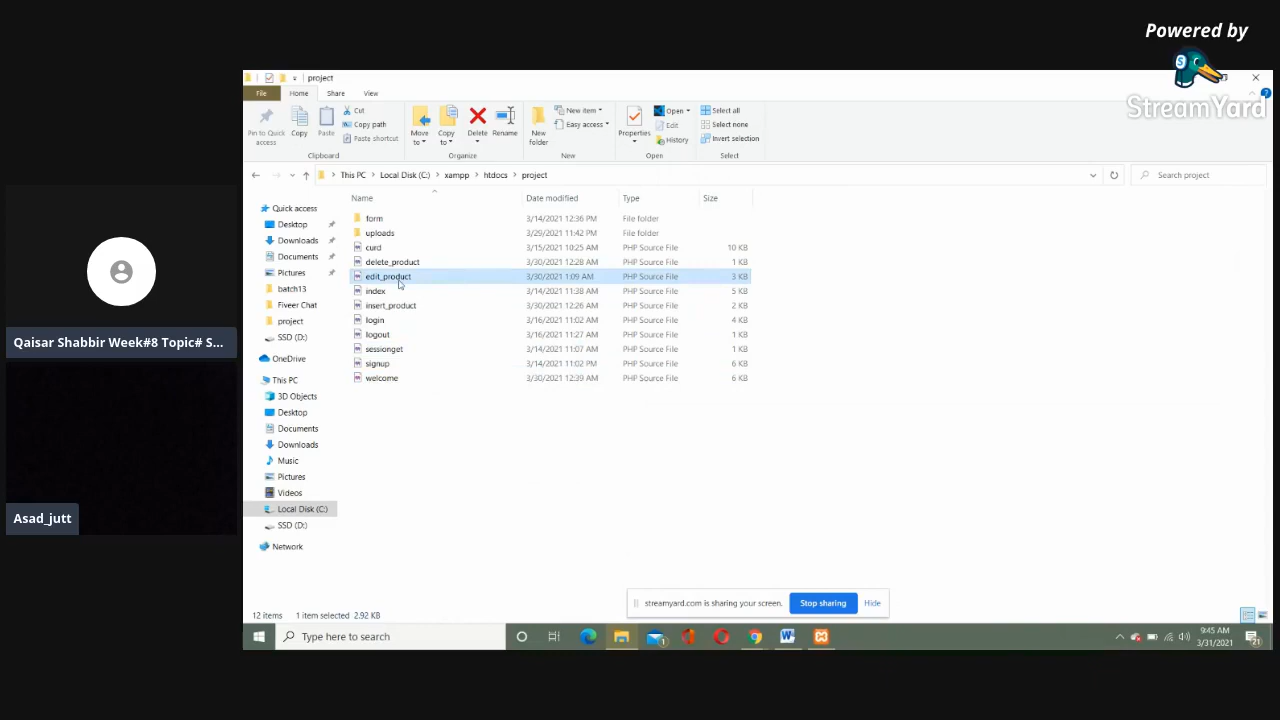 Powered by
StreamYard
project
File
Home
Share
View
Pin to Quick access
Copy
Paste
Cut
Copy path
Paste shortcut
Clipboard
Move to
Copy to
Delete
Rename
Organize
New folder
New item
Easy access
New
Properties
Open
Edit
History
Open
Select all
Select none
Invert selection
Select
This PC > Local Disk (C:) > xampp > htdocs > project
Search project
Name Date modified Type Size
form 3/14/2021 12:36 PM File folder
uploads 3/29/2021 11:42 PM File folder
curd 3/15/2021 10:25 AM PHP Source File 10 KB
delete_product 3/30/2021 12:28 AM PHP Source File 1 KB
edit_product 3/30/2021 1:09 AM PHP Source File 3 KB
index 3/14/2021 11:38 AM PHP Source File 5 KB
insert_product 3/30/2021 12:26 AM PHP Source File 2 KB
login 3/16/2021 11:02 AM PHP Source File 4 KB
logout 3/16/2021 11:27 AM PHP Source File 1 KB
sessionget 3/14/2021 11:07 AM PHP Source File 1 KB
signup 3/14/2021 11:02 PM PHP Source File 6 KB
welcome 3/30/2021 12:39 AM PHP Source File 6 KB
Quick access
Desktop
Downloads
Documents
Pictures
batch13
Fiveer Chat
project
SSD (D:)
OneDrive
This PC
3D Objects
Desktop
Documents
Downloads
Music
Pictures
Videos
Local Disk (C:)
SSD (D:)
Network
Qaisar Shabbir Week#8 Topic# S...
Asad_jutt
12 items 1 item selected 2.92 KB
streamyard.com is sharing your screen.
Stop sharing
Hide
Type here to search
9:45 AM
3/31/2021
21